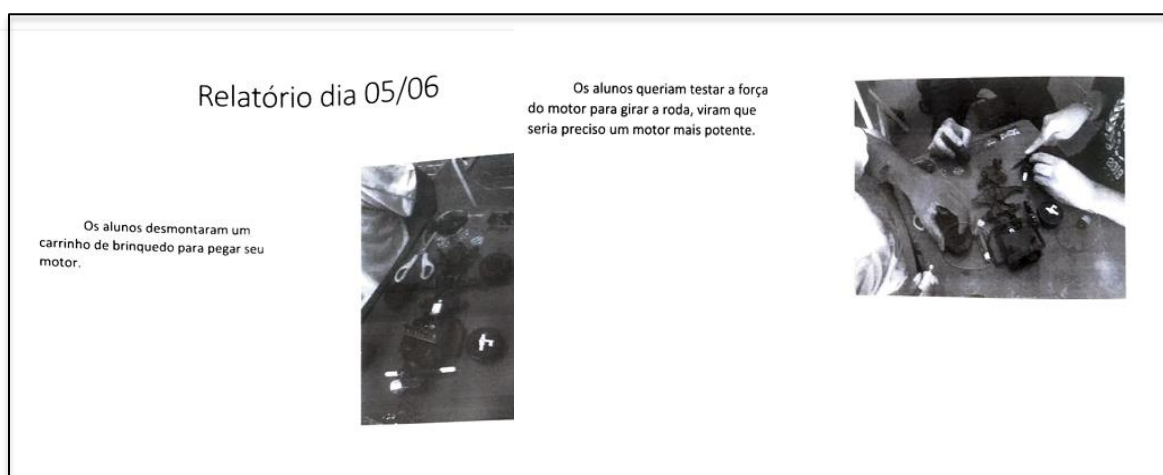 Relatório dia 05/06
Os alunos desmontaram um
carrinho de brinquedo para pegar seu
motor.
Os alunos queriam testar a força
do motor para girar a roda, viram que
seria preciso um motor mais potente.